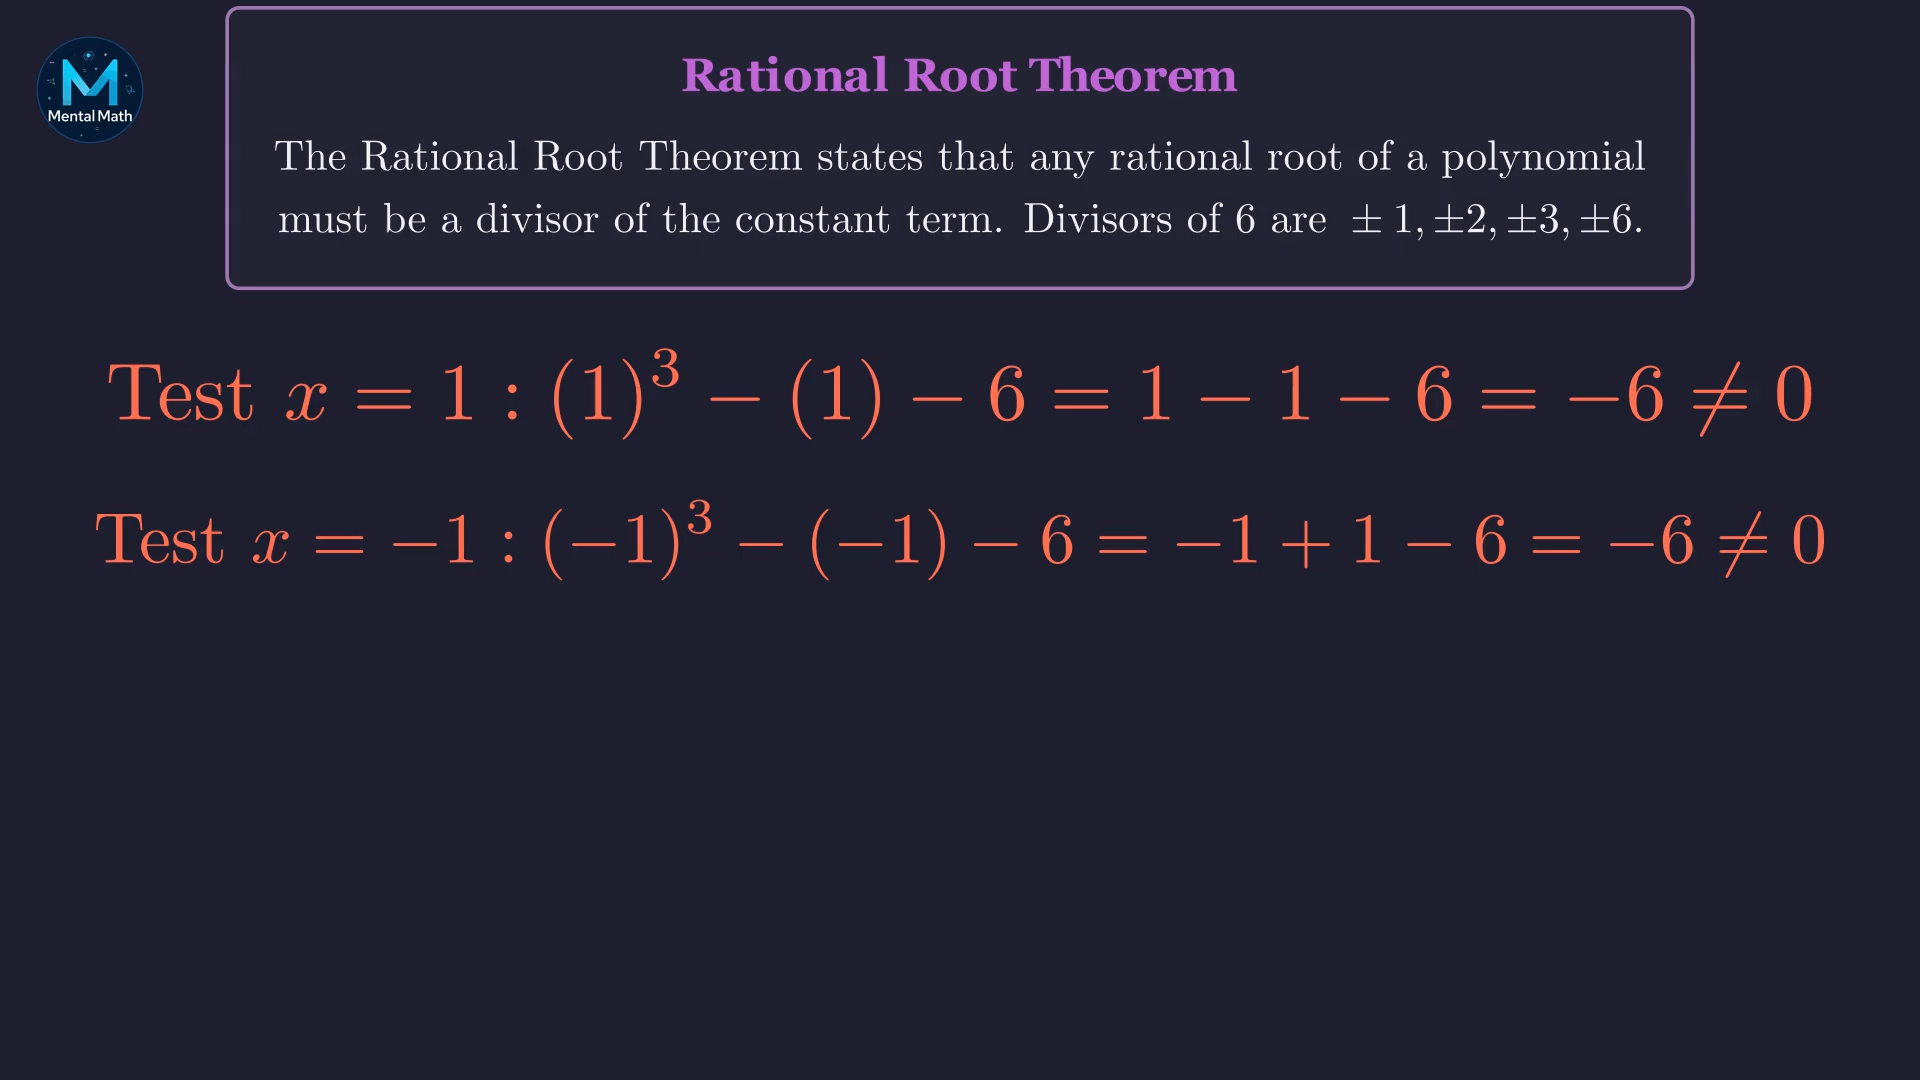 M
Mental Math
Rational Root Theorem
The Rational Root Theorem states that any rational root of a polynomial
must be a divisor of the constant term. Divisors of 6 are ± 1, ±2, ±3, ±6.
Test x = 1 : (1)³ − (1) − 6 = 1 − 1 − 6 = −6 ≠ 0
Test x = −1 : (−1)³ − (−1) − 6 = −1 + 1 − 6 = −6 ≠ 0